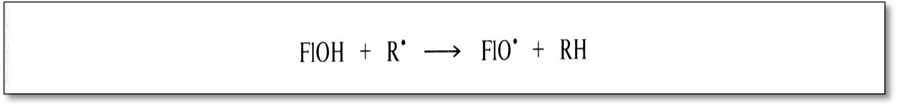 FlOH + R• ⟶ FlO• + RH